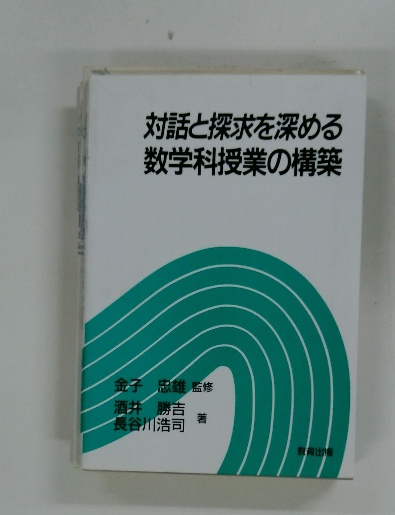 対話と探求を深める
数学科授業の構築
金子 忠雄 監修
酒井 勝吉
長谷川浩司 著
教育出版